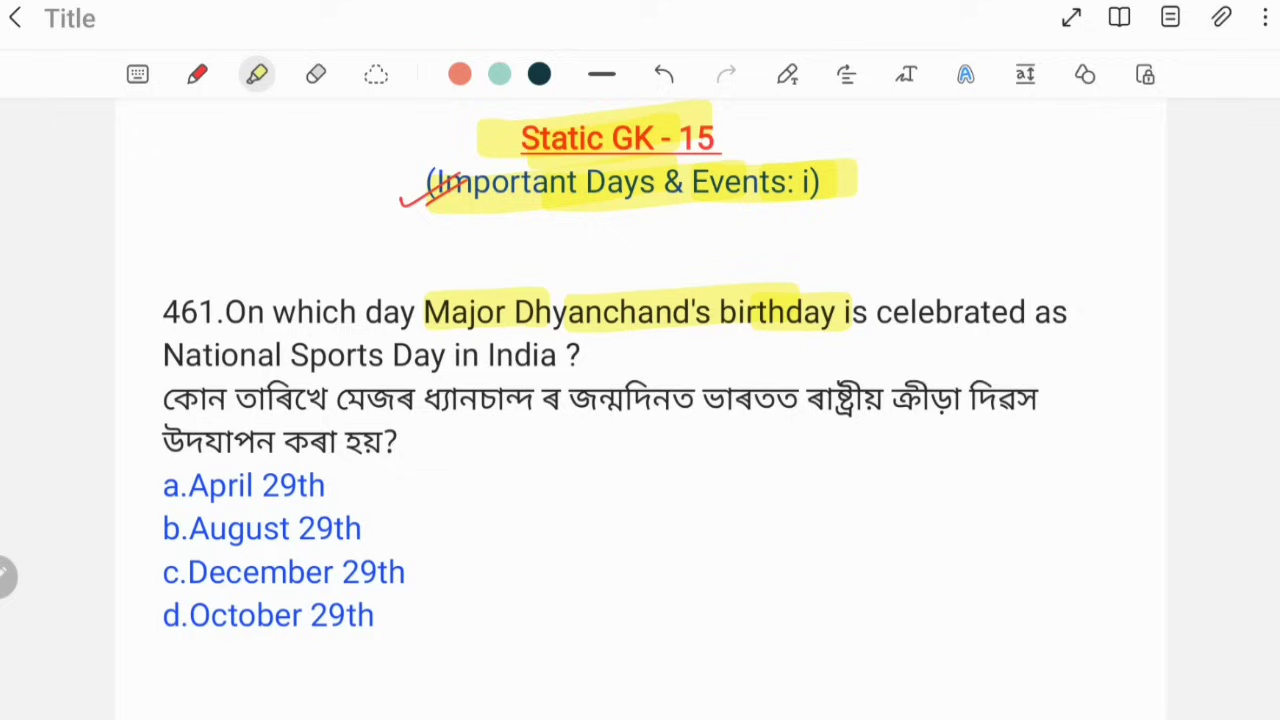 Title
Static GK - 15
(Important Days & Events: i)
461.On which day Major Dhyanchand's birthday is celebrated as
National Sports Day in India ?
কোন তাৰিখে মেজৰ ধ্যানচান্দ ৰ জন্মদিনত ভাৰতত ৰাষ্ট্ৰীয় ক্ৰীড়া দিৱস
উদযাপন কৰা হয়?
a.April 29th
b.August 29th
c.December 29th
d.October 29th